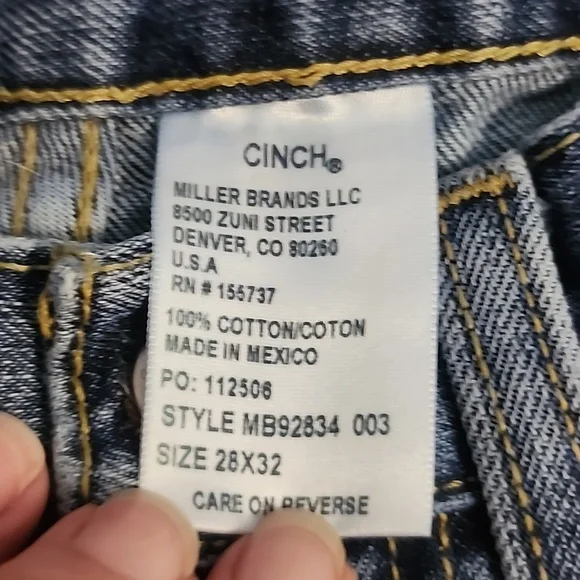 CINCH®
MILLER BRANDS LLC
8500 ZUNI STREET
DENVER, CO 80260
U.S.A
RN # 155737
100% COTTON/COTON
MADE IN MEXICO
PO: 112506
STYLE MB92834 003
SIZE 28X32
CARE ON REVERSE